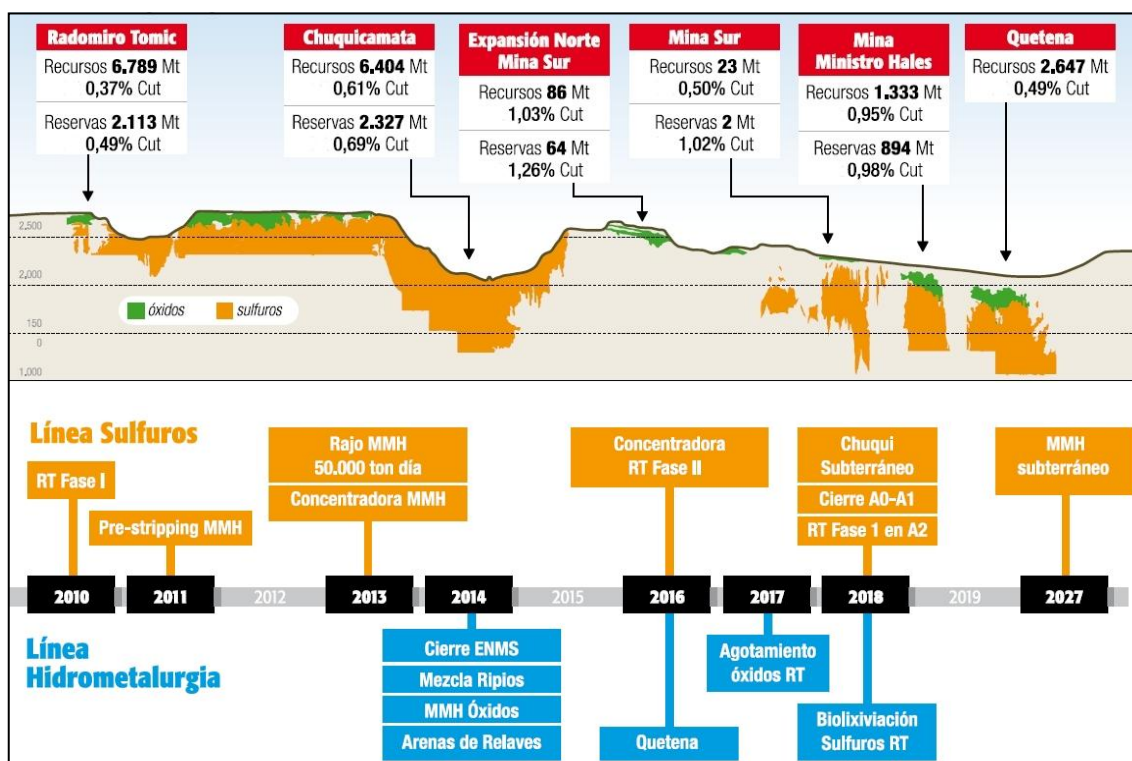 Radomiro Tomic
Recursos 6.789 Mt
0,37% Cut
Reservas 2.113 Mt
0,49% Cut
Chuquicamata
Recursos 6.404 Mt
0,61% Cut
Reservas 2.327 Mt
0,69% Cut
Expansión Norte
Mina Sur
Recursos 86 Mt
1,03% Cut
Reservas 64 Mt
1,26% Cut
Mina Sur
Recursos 23 Mt
0,50% Cut
Reservas 2 Mt
1,02% Cut
Mina
Ministro Hales
Recursos 1.333 Mt
0,95% Cut
Reservas 894 Mt
0,98% Cut
Quetena
Recursos 2,647 Mt
0,49% Cut
2,500
2,000
150
0
1,000
óxidos
sulfuros
Línea Sulfuros
RT Fase I
Pre-stripping MMH
Rajo MMH
50.000 ton día
Concentradora MMH
Concentradora
RT Fase II
Chuqui
Subterráneo
Cierre A0-A1
RT Fase 1 en A2
MMH
subterráneo
2010 2011 2012 2013 2014 2015 2016 2017 2018 2019 2027
Línea
Hidrometalurgia
Cierre ENMS
Mezcla Ripios
MMH Óxidos
Arenas de Relaves
Quetena
Agotamiento
óxidos RT
Biolixiviación
Sulfuros RT